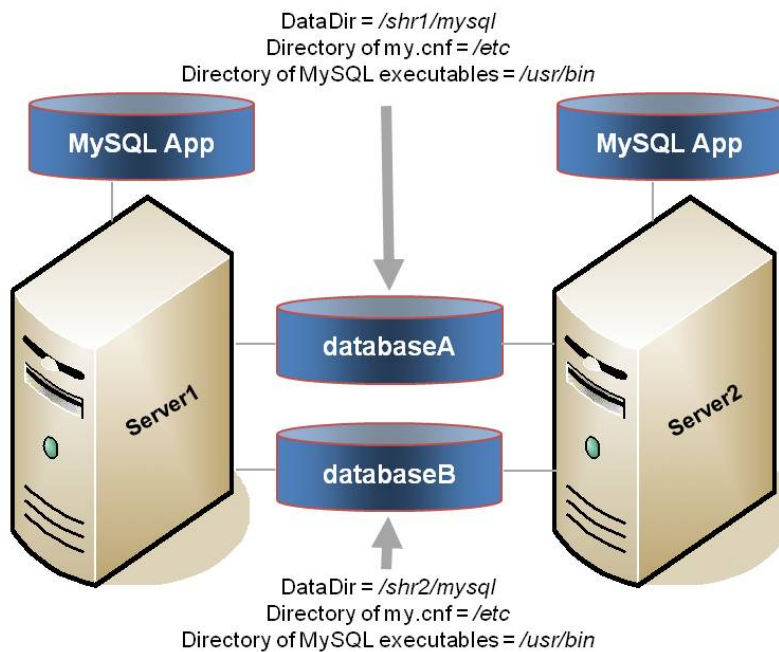 DataDir = /shr1/mysql
Directory of my.cnf = /etc
Directory of MySQL executables = /usr/bin
MySQL App
MySQL App
databaseA
Server1
Server2
databaseB
DataDir = /shr2/mysql
Directory of my.cnf = /etc
Directory of MySQL executables = /usr/bin